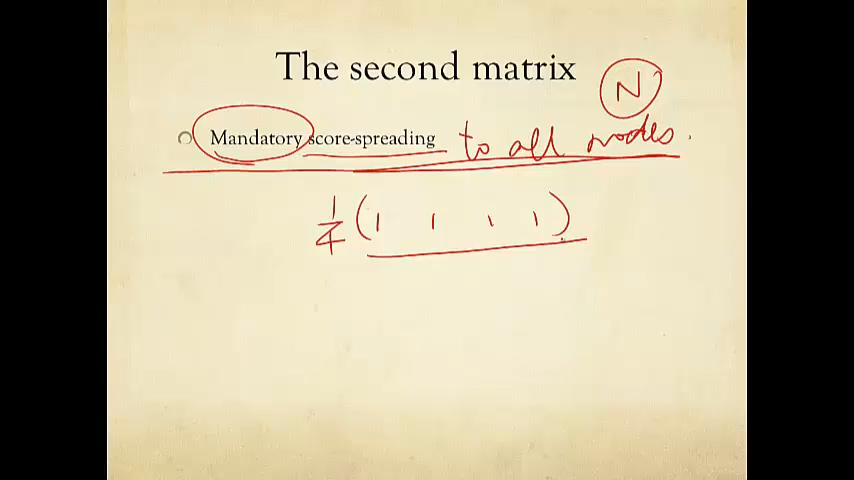 The second matrix
N
Mandatory score-spreading to all nodes.
1/4 (1 1 1 1)